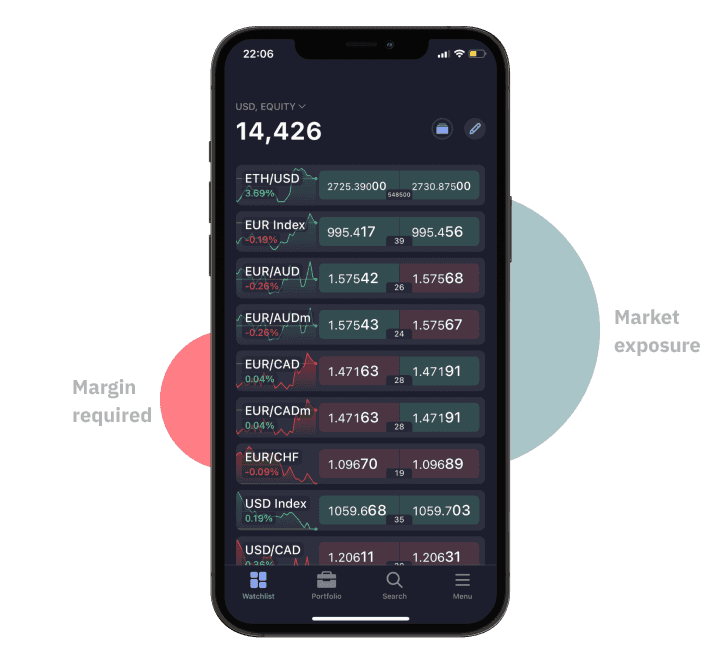 22:06
USD, EQUITY
14,426
ETH/USD
3.69%
2725.39000
548500
2730.87500
EUR Index
-0.19%
995.417
39
995.456
EUR/AUD
-0.26%
1.57542
26
1.57568
EUR/AUDm
-0.26%
1.57543
24
1.57567
EUR/CAD
0.04%
1.47163
28
1.47191
EUR/CADm
0.04%
1.47163
28
1.47191
EUR/CHF
-0.09%
1.09670
19
1.09689
USD Index
0.19%
1059.668
35
1059.703
USD/CAD
1.20611
1.20631
Watchlist
Portfolio
Search
Menu
Margin
required
Market
exposure